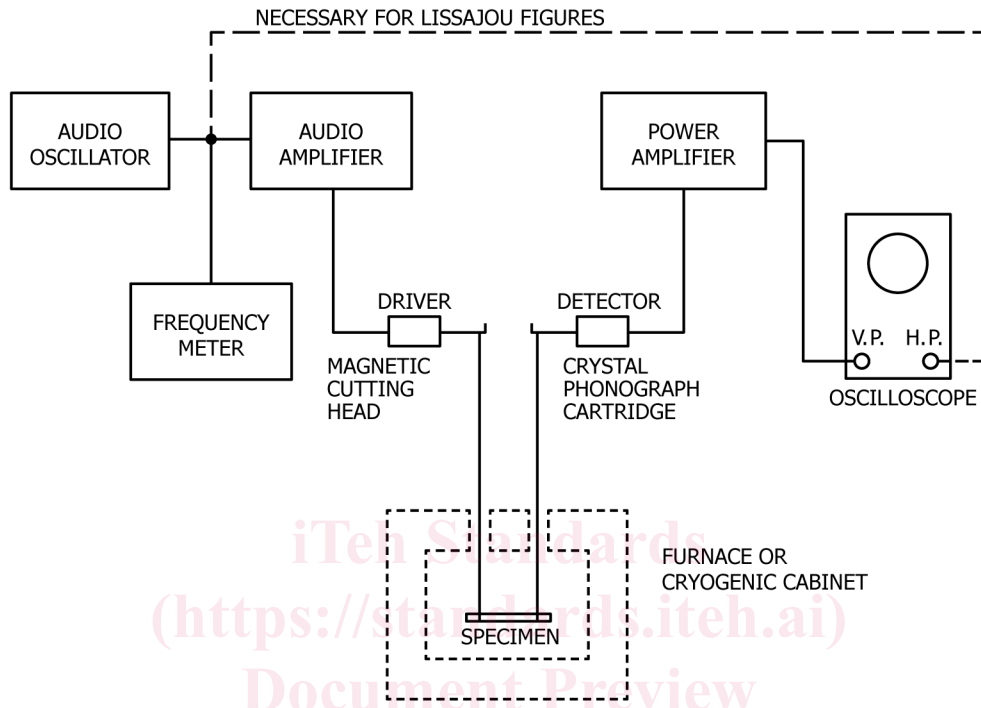 NECESSARY FOR LISSAJOU FIGURES
AUDIO
OSCILLATOR
AUDIO
AMPLIFIER
POWER
AMPLIFIER
FREQUENCY
METER
DRIVER
MAGNETIC
CUTTING
HEAD
DETECTOR
CRYSTAL
PHONOGRAPH
CARTRIDGE
V.P. H.P.
OSCILLOSCOPE
iTeh Standards
FURNACE OR
CRYOGENIC CABINET
(https://standards.iteh.ai)
SPECIMEN
Document Preview